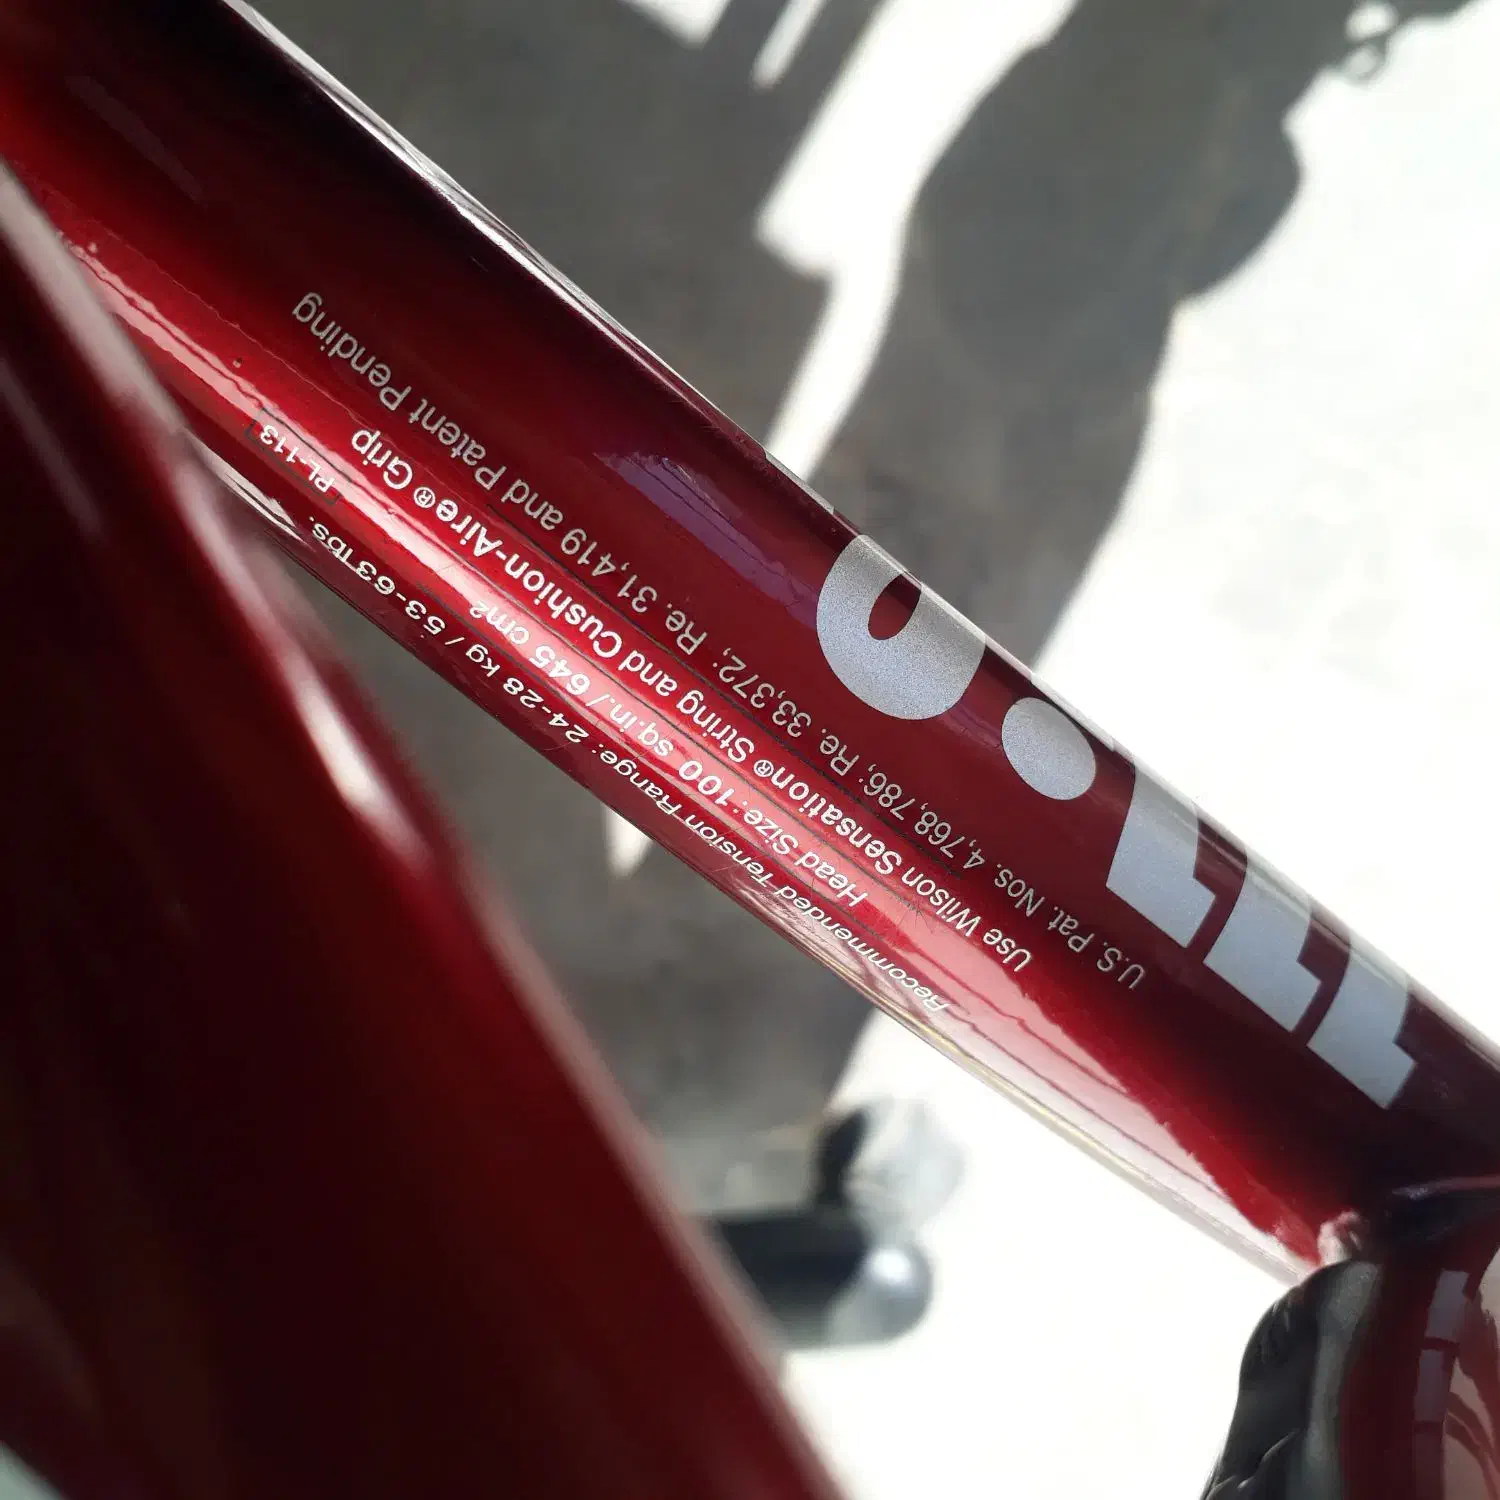 U.S. Pat. Nos. 4,768,786; Re. 33,372; Re. 31,419 and Patent Pending
Use Wilson Sensation® String and Cushion-Aire® Grip
Head Size: 100 sq.in./ 645 cm²
Recommended Tension Range: 24-28 kg / 53-63 lbs.
PL-113